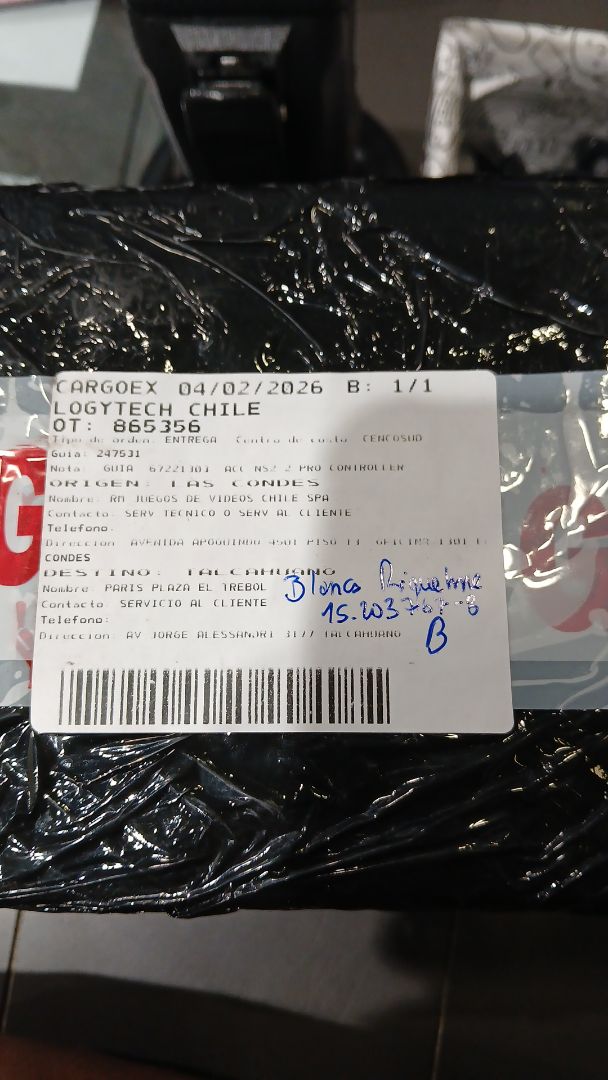 CARGOEX 04/02/2026 B: 1/1
LOGYTECH CHILE
OT: 865356
Tipo de orden: ENTREGA Centro de costo: CENCOSUD
Guia: 247531
Nota: GUIA 67221301 ACC NS2 2 PRO CONTROLLER
ORIGEN: LAS CONDES
Nombre: RM JUEGOS DE VIDEOS CHILE SPA
Contacto: SERV TECNICO O SERV AL CLIENTE
Telefono:
Direccion: AVENIDA APOQUINDO 4501 PISO 13 OFICINA 1301
CONDES
DESTINO: TALCAHUANO
Nombre: PARIS PLAZA EL TREBOL
Contacto: SERVICIO AL CLIENTE
Telefono:
Direccion: AV JORGE ALESSANDRI 3177 TALCAHUANO
Blanca Riquelme
15.203767-8
B
G